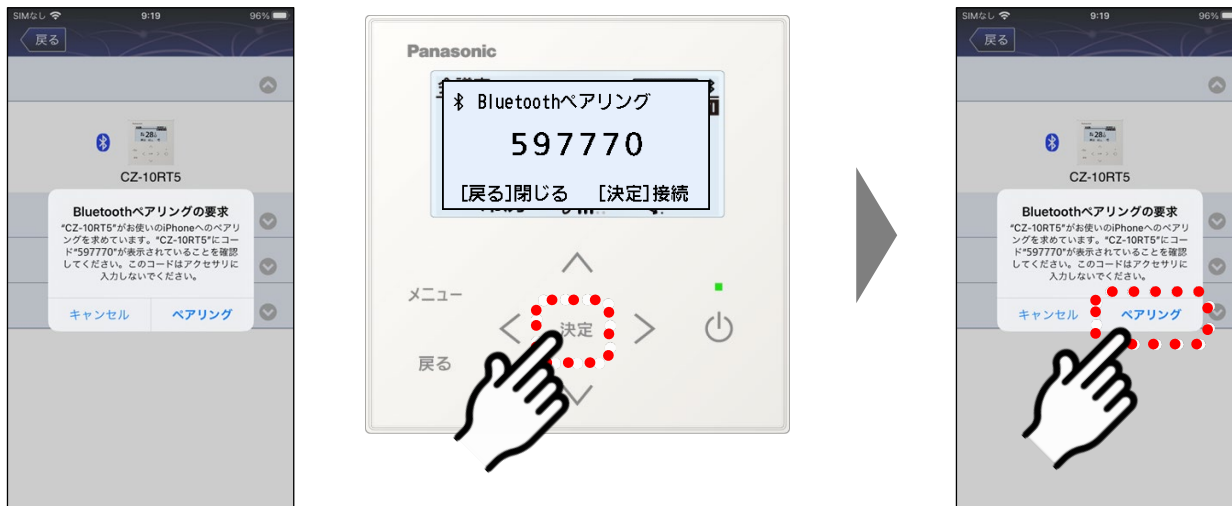 SIMなし 9:19 96%
戻る
CZ-10RT5
Bluetoothペアリングの要求
"CZ-10RT5"がお使いのiPhoneへのペアリ
ングを求めています。"CZ-10RT5"にコー
ド"597770"が表示されていることを確認
してください。このコードはアクセサリに
入力しないでください。
キャンセル ペアリング
Panasonic
Bluetoothペアリング
597770
[戻る]閉じる [決定]接続
メニュー
決定
戻る
SIMなし 9:19 96%
戻る
CZ-10RT5
Bluetoothペアリングの要求
"CZ-10RT5"がお使いのiPhoneへのペアリ
ングを求めています。"CZ-10RT5"にコー
ド"597770"が表示されていることを確認
してください。このコードはアクセサリに
入力しないでください。
キャンセル ペアリング